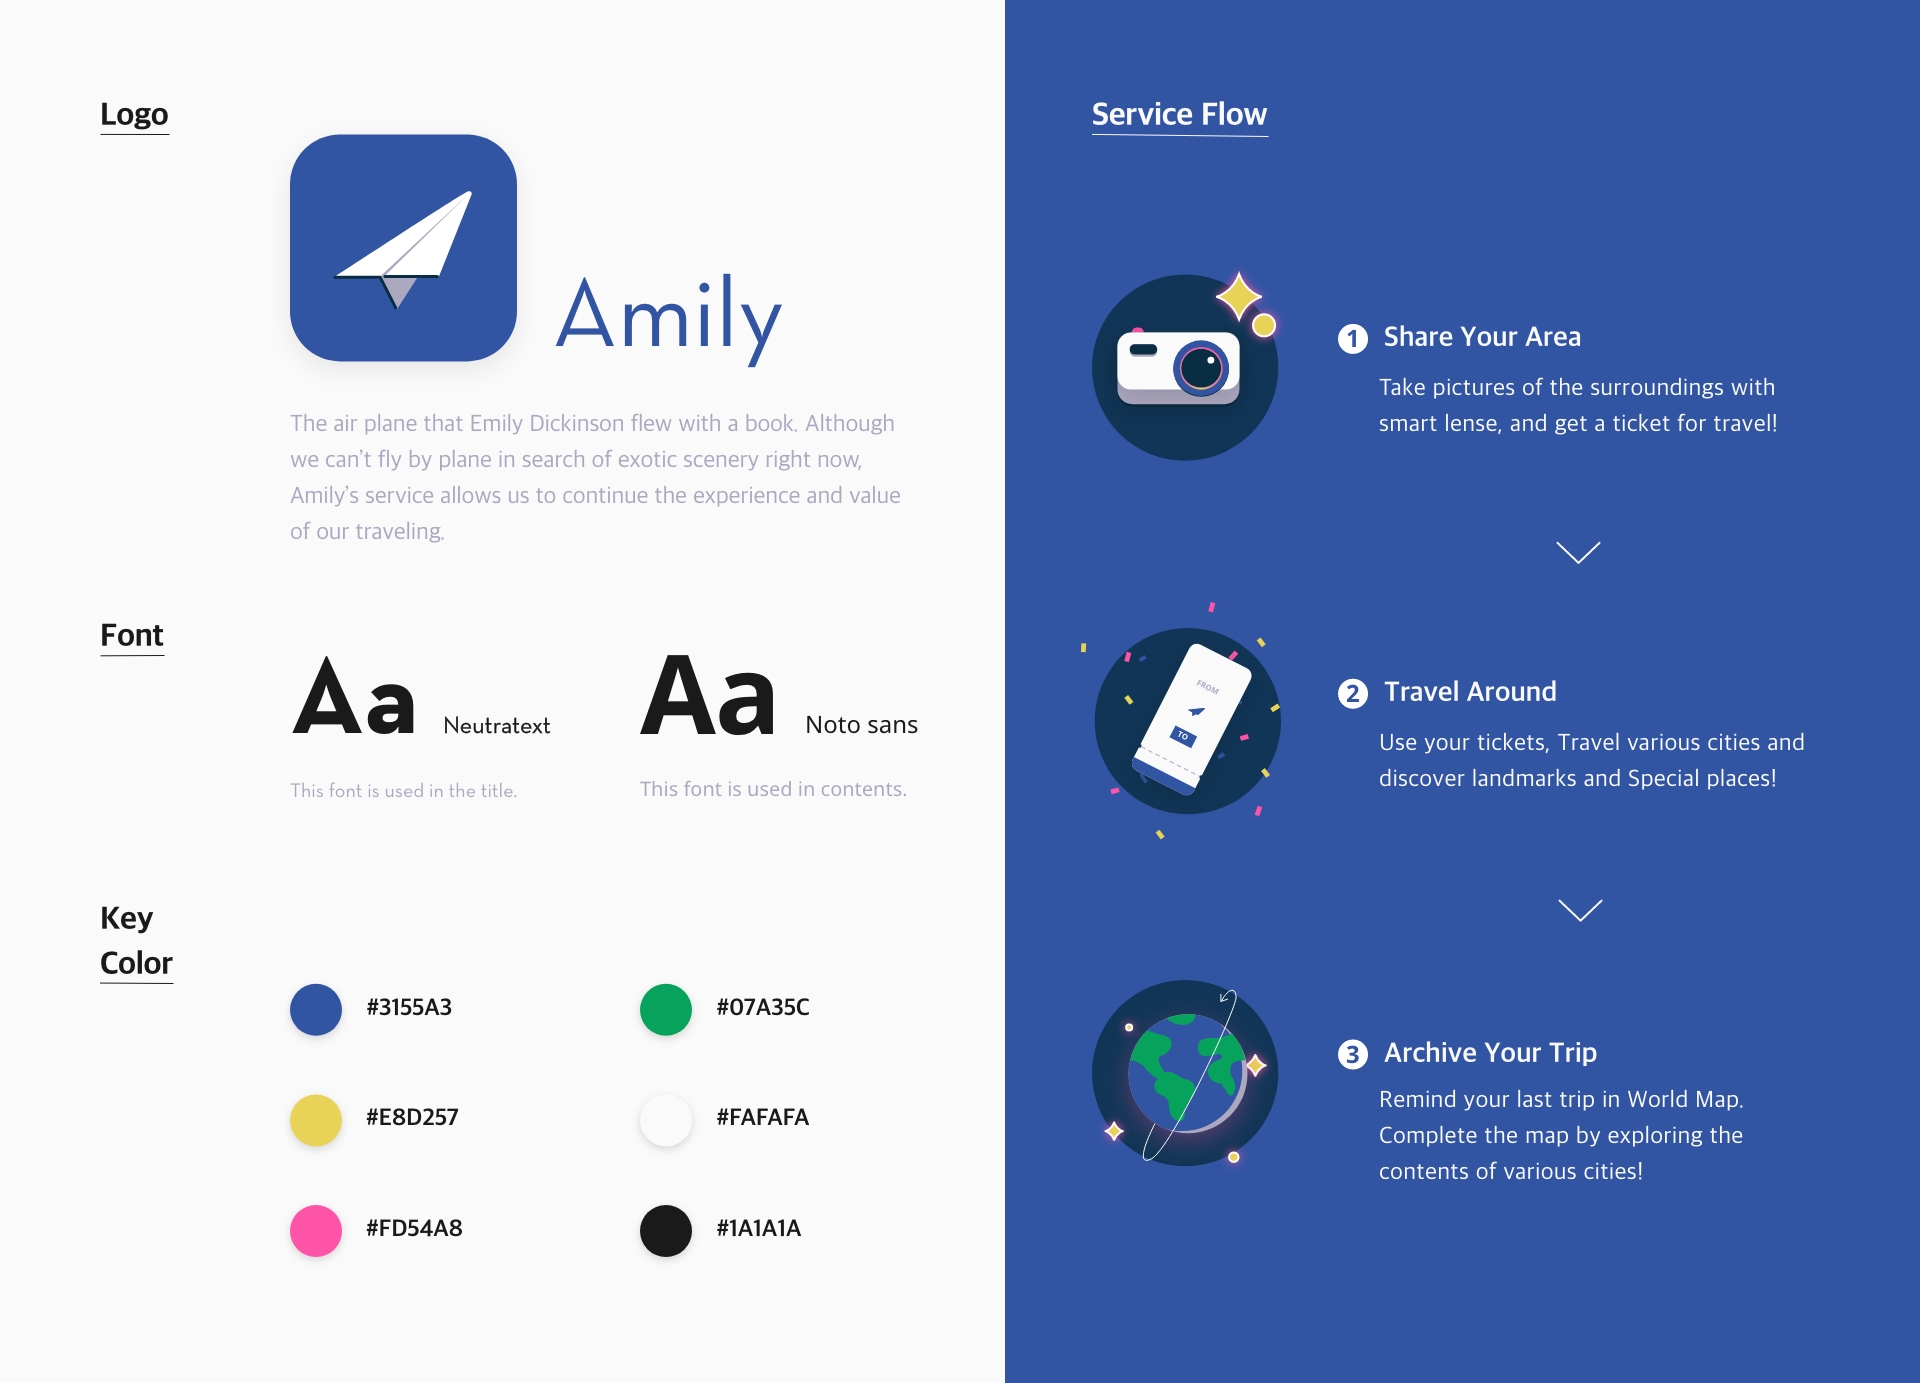 Logo
Amily
The air plane that Emily Dickinson flew with a book. Although
we can’t fly by plane in search of exotic scenery right now,
Amily’s service allows us to continue the experience and value
of our traveling.
Font
Aa Neutratext
This font is used in the title.
Aa Noto sans
This font is used in contents.
Key
Color
#3155A3
#07A35C
#E8D257
#FAFAFA
#FD54A8
#1A1A1A
Service Flow
1 Share Your Area
Take pictures of the surroundings with
smart lense, and get a ticket for travel!
FROM
TO
2 Travel Around
Use your tickets, Travel various cities and
discover landmarks and Special places!
3 Archive Your Trip
Remind your last trip in World Map.
Complete the map by exploring the
contents of various cities!